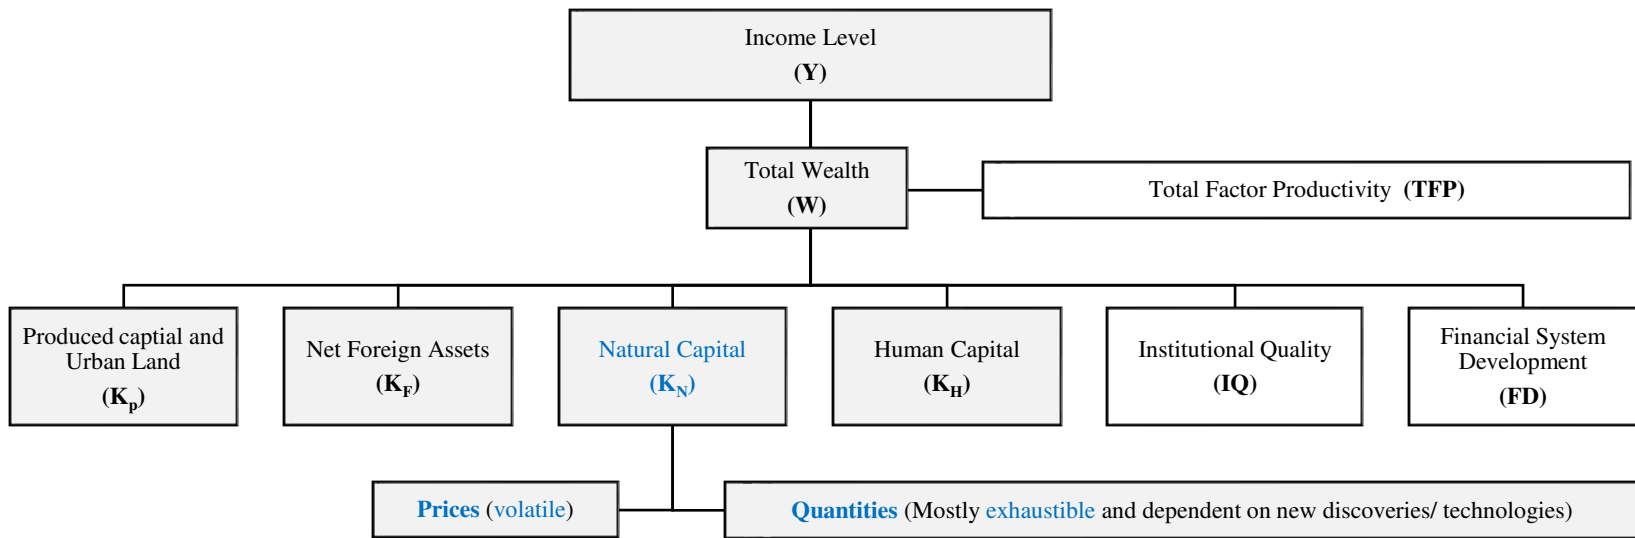 Income Level
(Y)
Total Wealth
(W)
Total Factor Productivity (TFP)
Produced captial and
Urban Land
(Kp)
Net Foreign Assets
(KF)
Natural Capital
(KN)
Human Capital
(KH)
Institutional Quality
(IQ)
Financial System
Development
(FD)
Prices (volatile)
Quantities (Mostly exhaustible and dependent on new discoveries/ technologies)